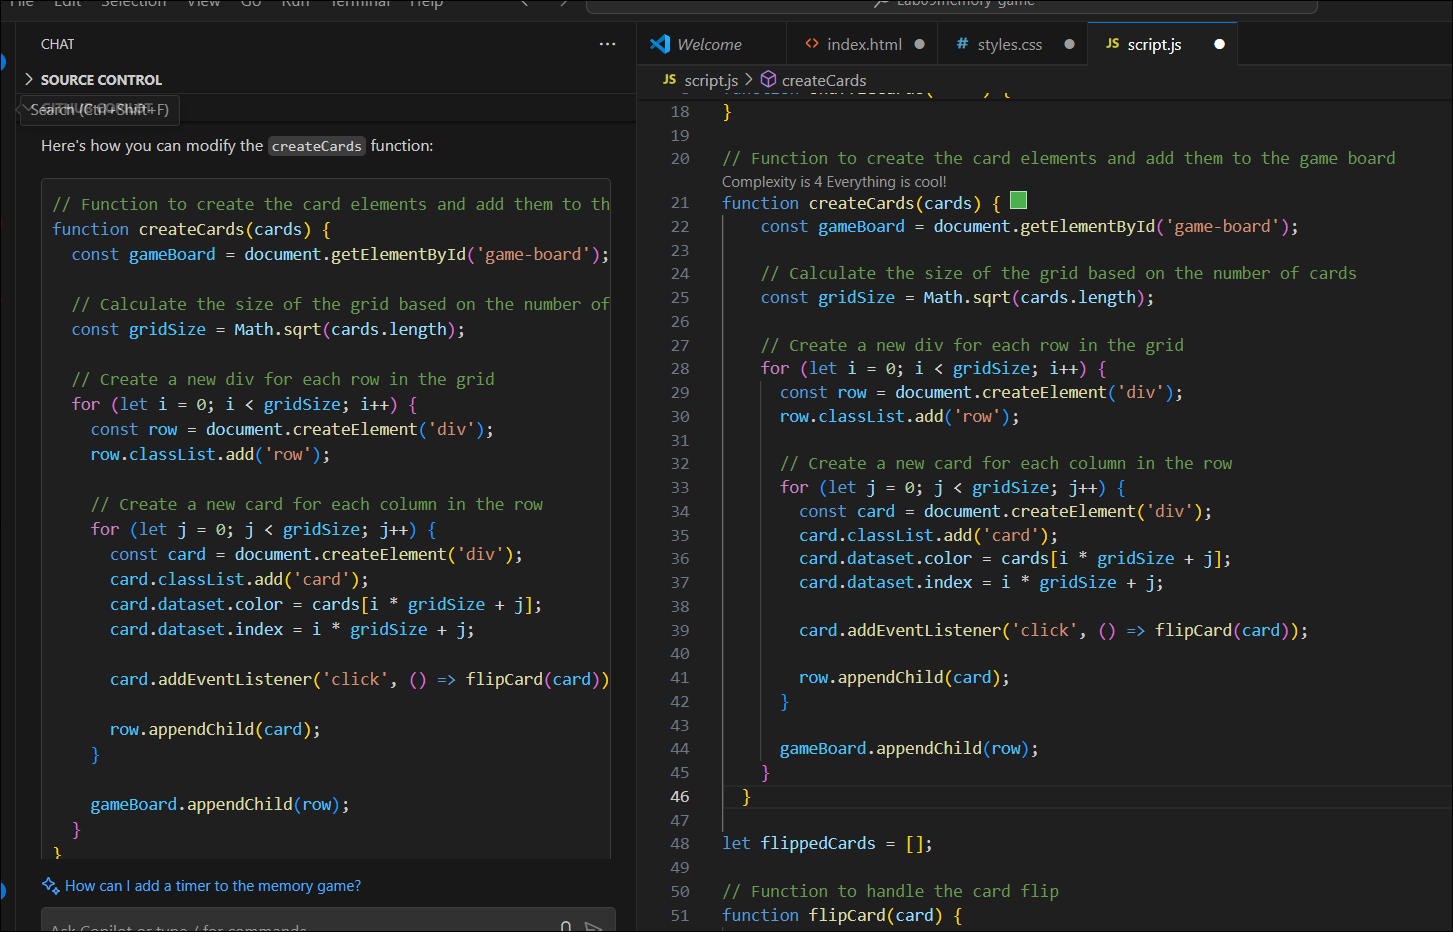 File Edit Selection View Go Run Terminal Help
Lab09memory-game
CHAT
SOURCE CONTROL
Search (Ctrl+Shift+F)
Here's how you can modify the createCards function:
// Function to create the card elements and add them to th
function createCards(cards) {
const gameBoard = document.getElementById('game-board');
// Calculate the size of the grid based on the number of
const gridSize = Math.sqrt(cards.length);
// Create a new div for each row in the grid
for (let i = 0; i < gridSize; i++) {
const row = document.createElement('div');
row.classList.add('row');
// Create a new card for each column in the row
for (let j = 0; j < gridSize; j++) {
const card = document.createElement('div');
card.classList.add('card');
card.dataset.color = cards[i * gridSize + j];
card.dataset.index = i * gridSize + j;
card.addEventListener('click', () => flipCard(card))
row.appendChild(card);
}
gameBoard.appendChild(row);
}
}
How can I add a timer to the memory game?
Ask Copilot or type / for commands
Welcome
index.html
# styles.css
JS script.js
JS script.js > createCards
18 }
19
20 // Function to create the card elements and add them to the game board
Complexity is 4 Everything is cool!
21 function createCards(cards) {
22 const gameBoard = document.getElementById('game-board');
23
24 // Calculate the size of the grid based on the number of cards
25 const gridSize = Math.sqrt(cards.length);
26
27 // Create a new div for each row in the grid
28 for (let i = 0; i < gridSize; i++) {
29 const row = document.createElement('div');
30 row.classList.add('row');
31
32 // Create a new card for each column in the row
33 for (let j = 0; j < gridSize; j++) {
34 const card = document.createElement('div');
35 card.classList.add('card');
36 card.dataset.color = cards[i * gridSize + j];
37 card.dataset.index = i * gridSize + j;
38
39 card.addEventListener('click', () => flipCard(card));
40
41 row.appendChild(card);
42 }
43
44 gameBoard.appendChild(row);
45 }
46 }
47
48 let flippedCards = [];
49
50 // Function to handle the card flip
51 function flipCard(card) {